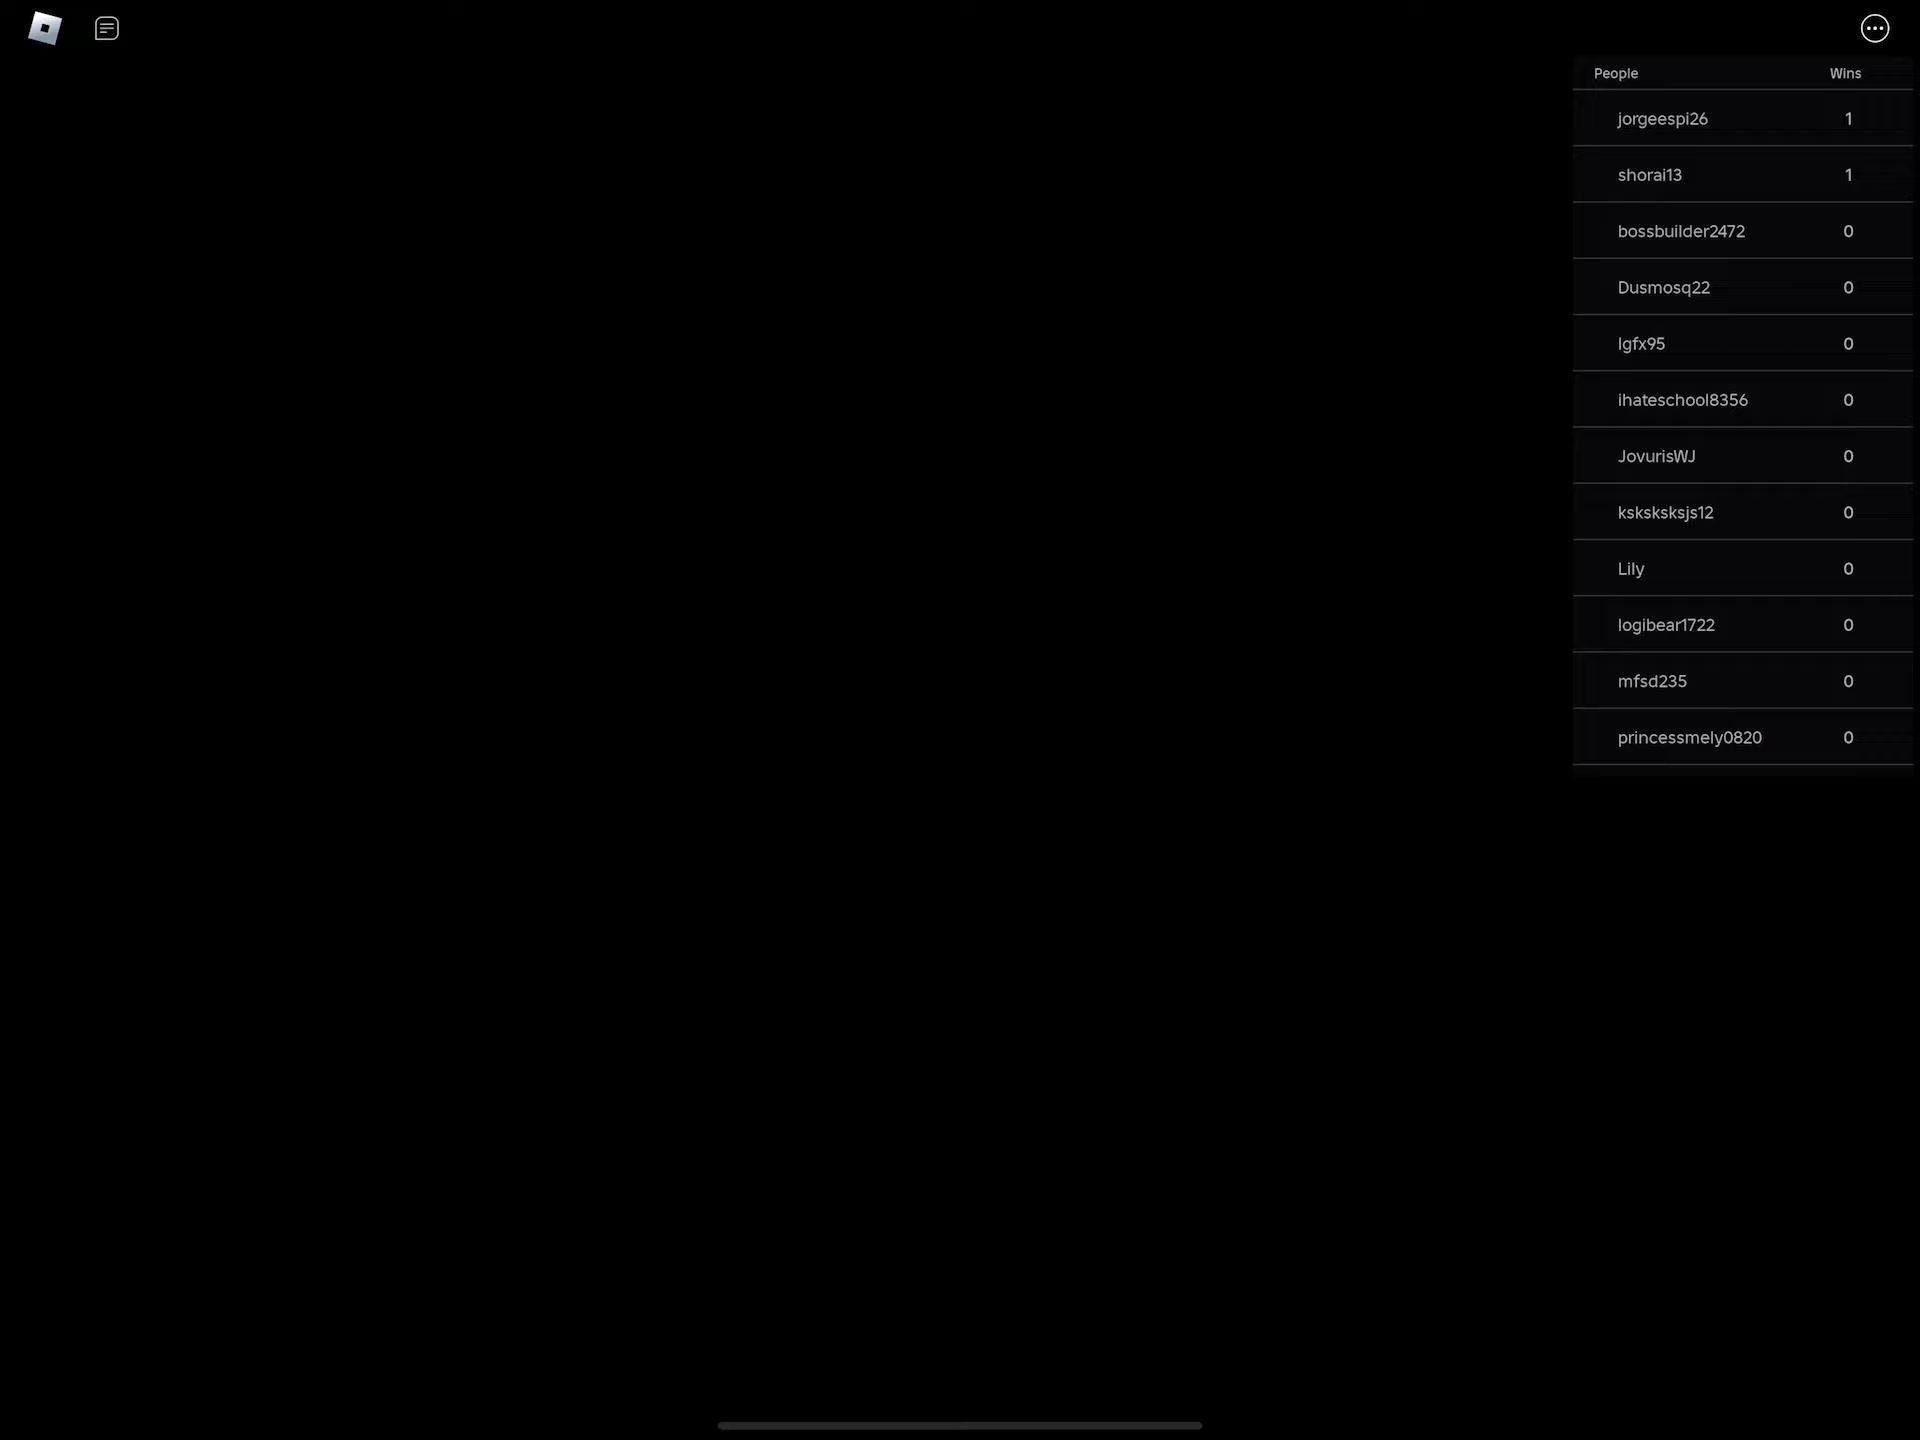 People Wins
jorgeespi26 1
shorai13 1
bossbuilder2472 0
Dusmosq22 0
lgfx95 0
ihateschool8356 0
JovurisWJ 0
ksksksksjs12 0
Lily 0
logibear1722 0
mfsd235 0
princessmely0820 0